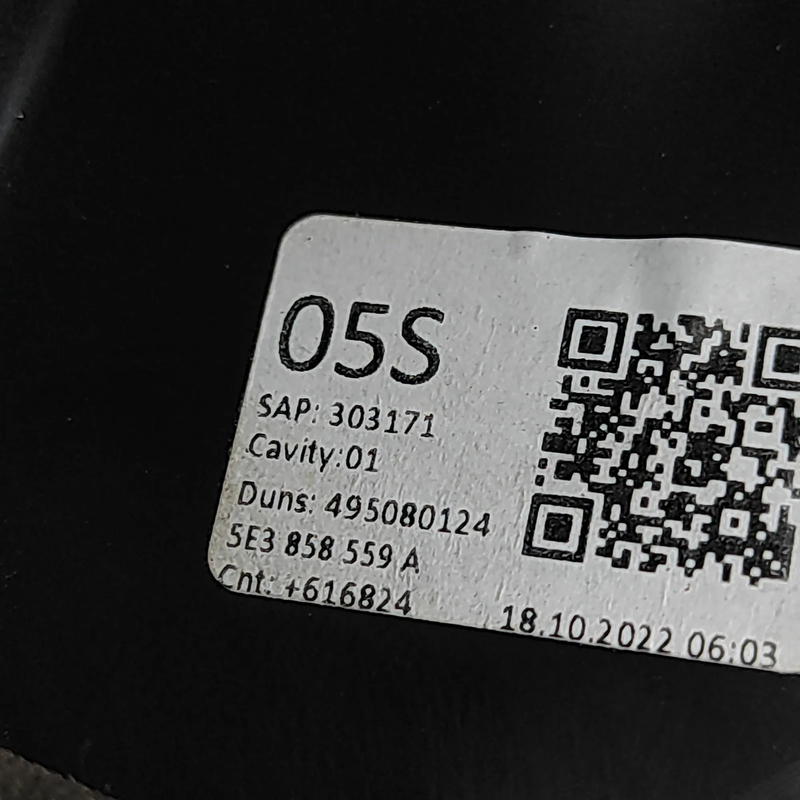 05S
SAP: 303171
Cavity:01
Duns: 495080124
5E3 858 559 A
Cnt: +616824
18.10.2022 06:03